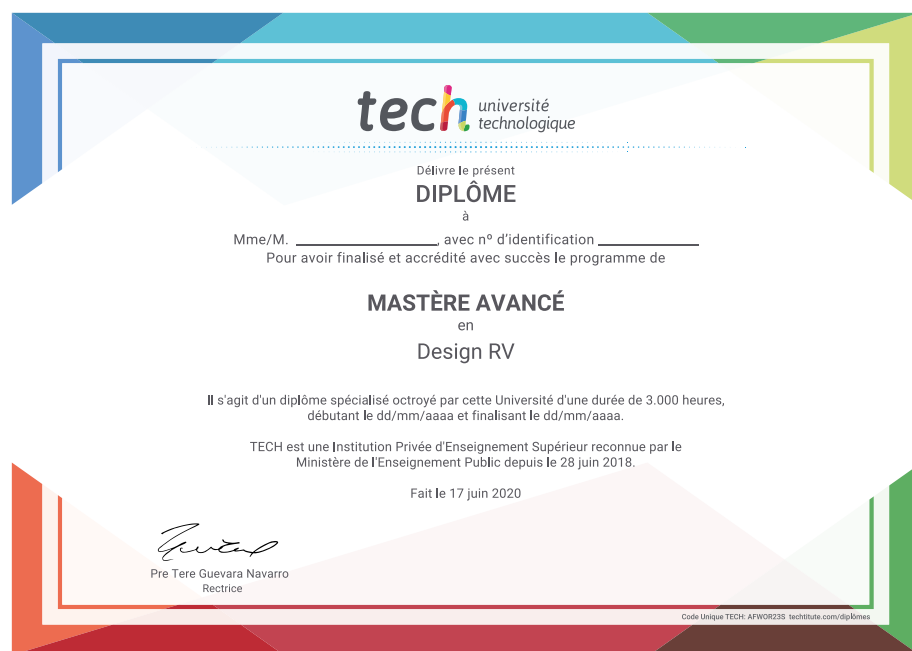 tech université
technologique
Délivre le présent
DIPLÔME
à
Mme/M. , avec nº d'identification
Pour avoir finalisé et accrédité avec succès le programme de
MASTÈRE AVANCÉ
en
Design RV
Il s'agit d'un diplôme spécialisé octroyé par cette Université d'une durée de 3.000 heures,
débutant le dd/mm/aaaa et finalisant le dd/mm/aaaa.
TECH est une Institution Privée d'Enseignement Supérieur reconnue par le
Ministère de l'Enseignement Public depuis le 28 juin 2018.
Fait le 17 juin 2020
Pre Tere Guevara Navarro
Rectrice
Code Unique TECH: AFWOR23S techtitute.com/diplômes